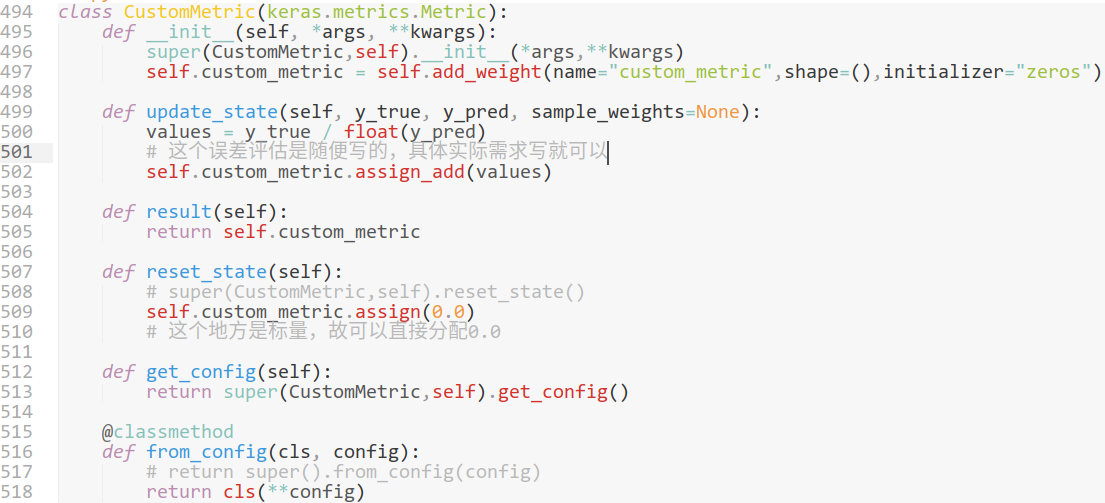 494 class CustomMetric(keras.metrics.Metric):
495     def __init__(self, *args, **kwargs):
496         super(CustomMetric,self).__init__(*args,**kwargs)
497         self.custom_metric = self.add_weight(name="custom_metric",shape=(),initializer="zeros")
498
499     def update_state(self, y_true, y_pred, sample_weights=None):
500         values = y_true / float(y_pred)
501         # 这个误差评估是随便写的，具体实际需求写就可以
502         self.custom_metric.assign_add(values)
503
504     def result(self):
505         return self.custom_metric
506
507     def reset_state(self):
508         # super(CustomMetric,self).reset_state()
509         self.custom_metric.assign(0.0)
510         # 这个地方是标量，故可以直接分配0.0
511
512     def get_config(self):
513         return super(CustomMetric,self).get_config()
514
515     @classmethod
516     def from_config(cls, config):
517         # return super().from_config(config)
518         return cls(**config)